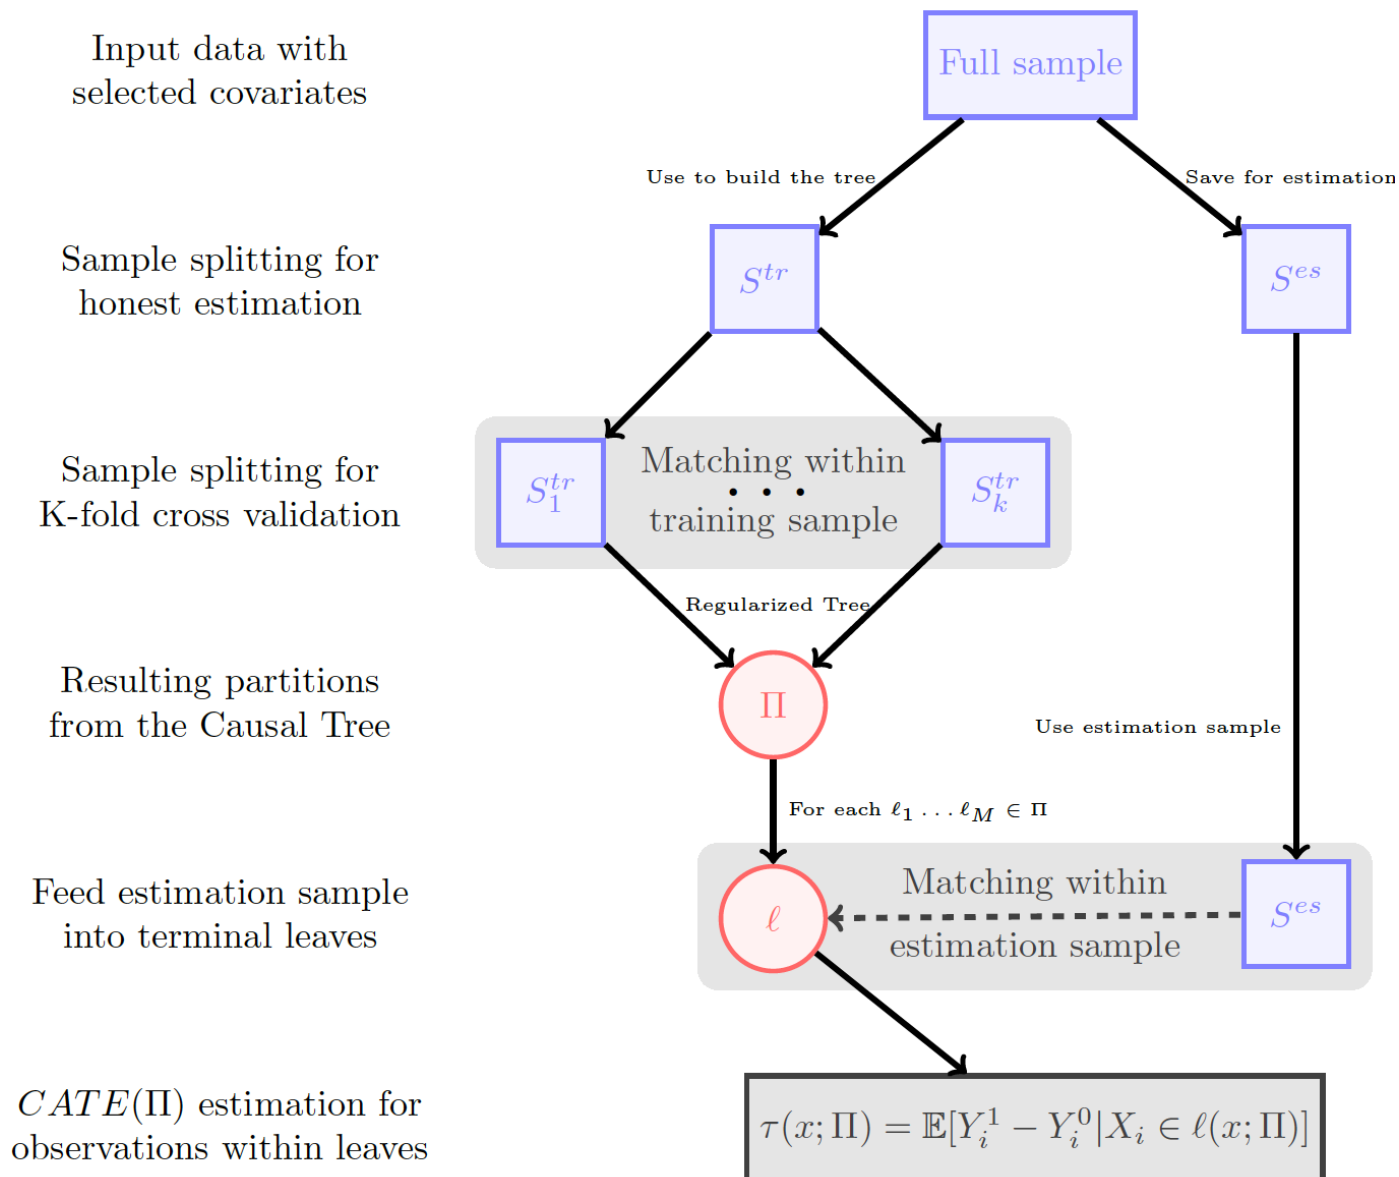 Input data with
selected covariates
Full sample
Use to build the tree
Save for estimation
Sample splitting for
honest estimation
S^{tr}
S^{es}
Sample splitting for
K-fold cross validation
S_1^{tr}
Matching within
• • •
training sample
S_k^{tr}
Regularized Tree
Resulting partitions
from the Causal Tree
Π
Use estimation sample
For each ℓ_1 . . . ℓ_M ∈ Π
Feed estimation sample
into terminal leaves
ℓ
Matching within
estimation sample
S^{es}
CATE(Π) estimation for
observations within leaves
τ(x; Π) = 𝔼[Y_i^1 − Y_i^0|X_i ∈ ℓ(x; Π)]